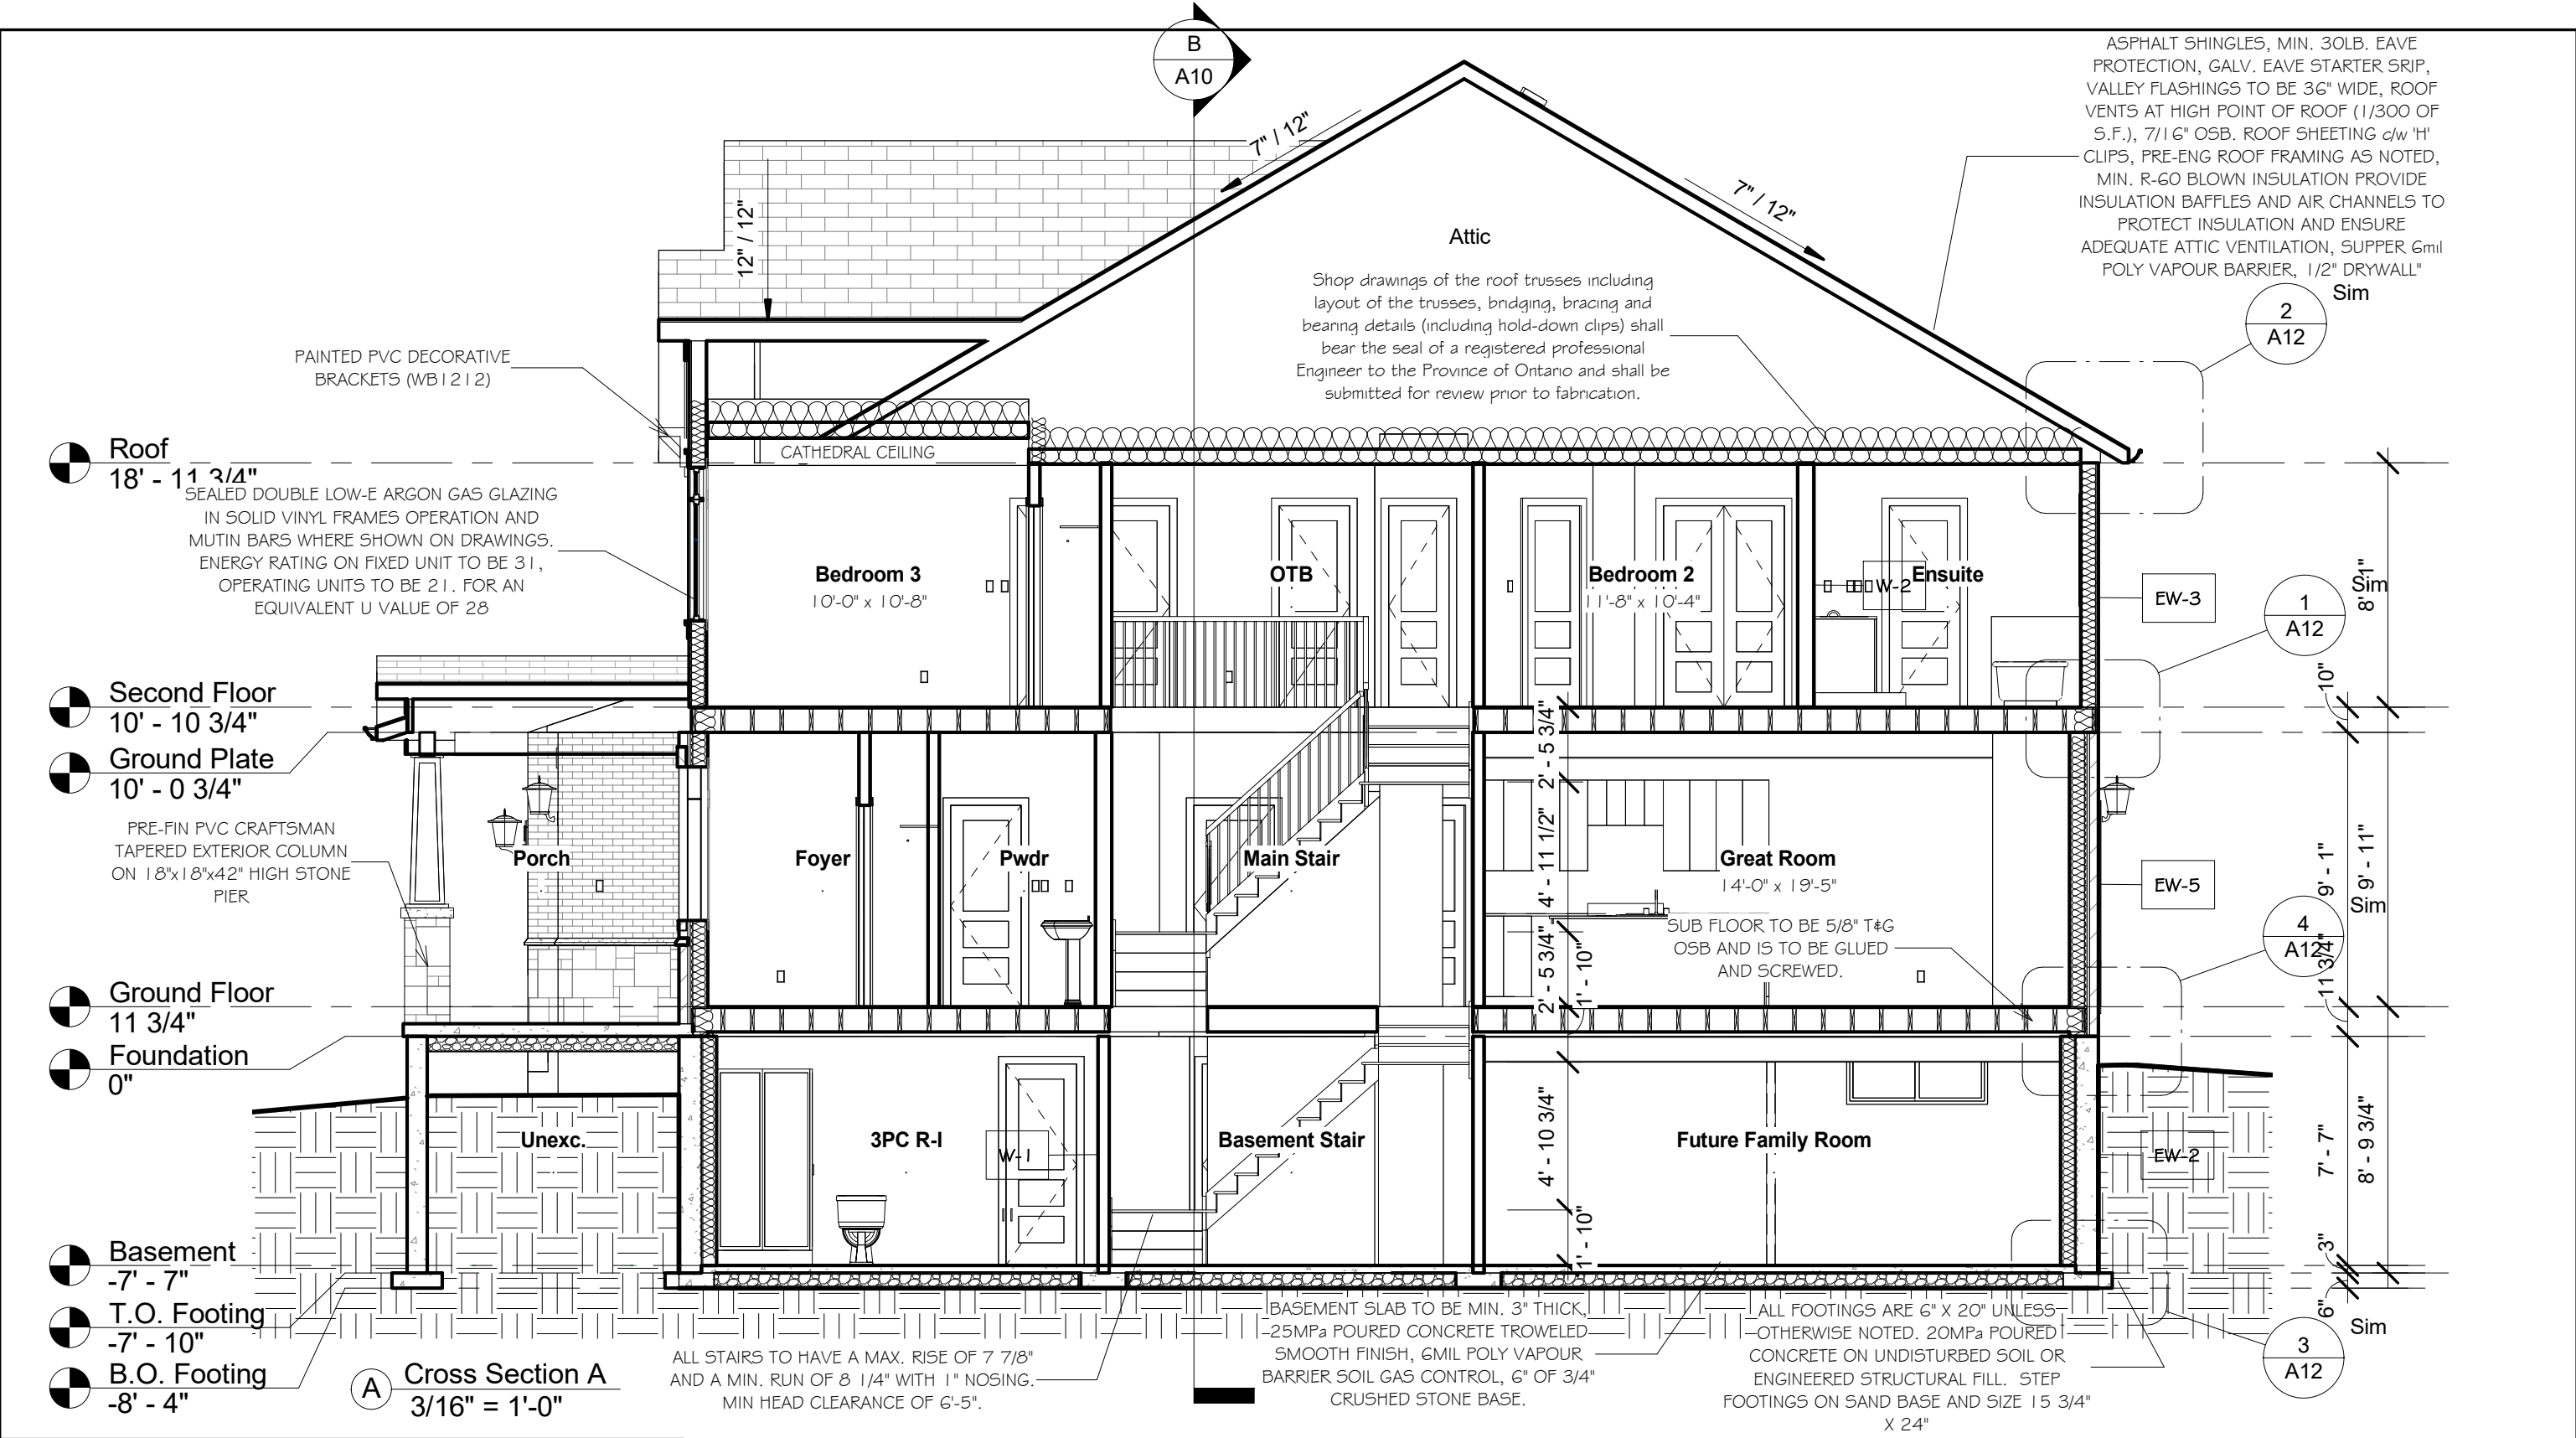 B
A10
ASPHALT SHINGLES, MIN. 30LB. EAVE
PROTECTION, GALV. EAVE STARTER SRIP,
VALLEY FLASHINGS TO BE 36" WIDE, ROOF
VENTS AT HIGH POINT OF ROOF (1/300 OF
S.F.), 7/16" OSB. ROOF SHEETING c/w 'H'
CLIPS, PRE-ENG ROOF FRAMING AS NOTED,
MIN. R-60 BLOWN INSULATION PROVIDE
INSULATION BAFFLES AND AIR CHANNELS TO
PROTECT INSULATION AND ENSURE
ADEQUATE ATTIC VENTILATION, SUPPER 6mil
POLY VAPOUR BARRIER, 1/2" DRYWALL"
7" / 12"
7" / 12"
12" / 12"
Attic
Shop drawings of the roof trusses including
layout of the trusses, bridging, bracing and
bearing details (including hold-down clips) shall
bear the seal of a registered professional
Engineer to the Province of Ontario and shall be
submitted for review prior to fabrication.
2
A12
Sim
PAINTED PVC DECORATIVE
BRACKETS (WB1212)
Roof
18' - 11 3/4"
CATHEDRAL CEILING
SEALED DOUBLE LOW-E ARGON GAS GLAZING
IN SOLID VINYL FRAMES OPERATION AND
MUTIN BARS WHERE SHOWN ON DRAWINGS.
ENERGY RATING ON FIXED UNIT TO BE 31,
OPERATING UNITS TO BE 21. FOR AN
EQUIVALENT U VALUE OF 28
Bedroom 3
10'-0" x 10'-8"
OTB
Bedroom 2
11'-8" x 10'-4"
W-2
Ensuite
EW-3
1
A12
Sim
8' - 1"
10"
Second Floor
10' - 10 3/4"
Ground Plate
10' - 0 3/4"
PRE-FIN PVC CRAFTSMAN
TAPERED EXTERIOR COLUMN
ON 18"x18"x42" HIGH STONE
PIER
Porch
Foyer
Pwdr
Main Stair
2' - 5 3/4"
4' - 11 1/2"
2' - 5 3/4"
1' - 10"
Great Room
14'-0" x 19'-5"
SUB FLOOR TO BE 5/8" T&G
OSB AND IS TO BE GLUED
AND SCREWED.
EW-5
9' - 1"
9' - 11"
Sim
4
A12
11 3/4"
Ground Floor
11 3/4"
Foundation
0"
Unexc.
3PC R-I
W-1
Basement Stair
4' - 10 3/4"
1' - 10"
Future Family Room
EW-2
7' - 7"
8' - 9 3/4"
3"
6"
Sim
3
A12
Basement
-7' - 7"
T.O. Footing
-7' - 10"
B.O. Footing
-8' - 4"
A
Cross Section A
3/16" = 1'-0"
ALL STAIRS TO HAVE A MAX. RISE OF 7 7/8"
AND A MIN. RUN OF 8 1/4" WITH 1" NOSING.
MIN HEAD CLEARANCE OF 6'-5".
BASEMENT SLAB TO BE MIN. 3" THICK,
25MPa POURED CONCRETE TROWELED
SMOOTH FINISH, 6MIL POLY VAPOUR
BARRIER SOIL GAS CONTROL, 6" OF 3/4"
CRUSHED STONE BASE.
ALL FOOTINGS ARE 6" X 20" UNLESS
OTHERWISE NOTED. 20MPa POURED
CONCRETE ON UNDISTURBED SOIL OR
ENGINEERED STRUCTURAL FILL. STEP
FOOTINGS ON SAND BASE AND SIZE 15 3/4"
X 24"